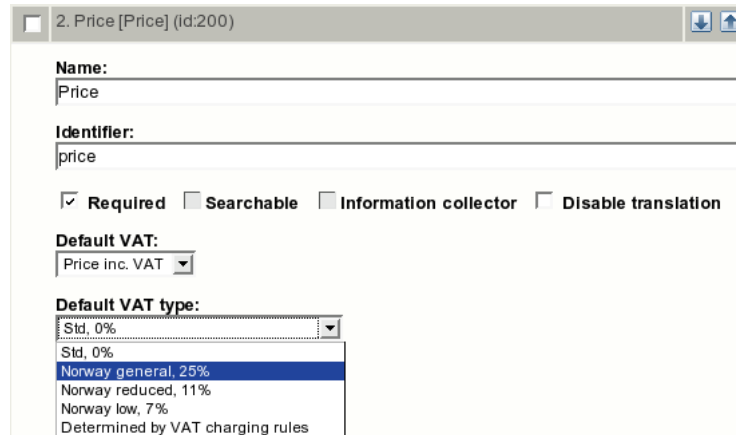 2. Price [Price] (id:200)
Name:
Price
Identifier:
price
Required Searchable Information collector Disable translation
Default VAT:
Price inc. VAT
Default VAT type:
Std, 0%
Std, 0%
Norway general, 25%
Norway reduced, 11%
Norway low, 7%
Determined by VAT charging rules